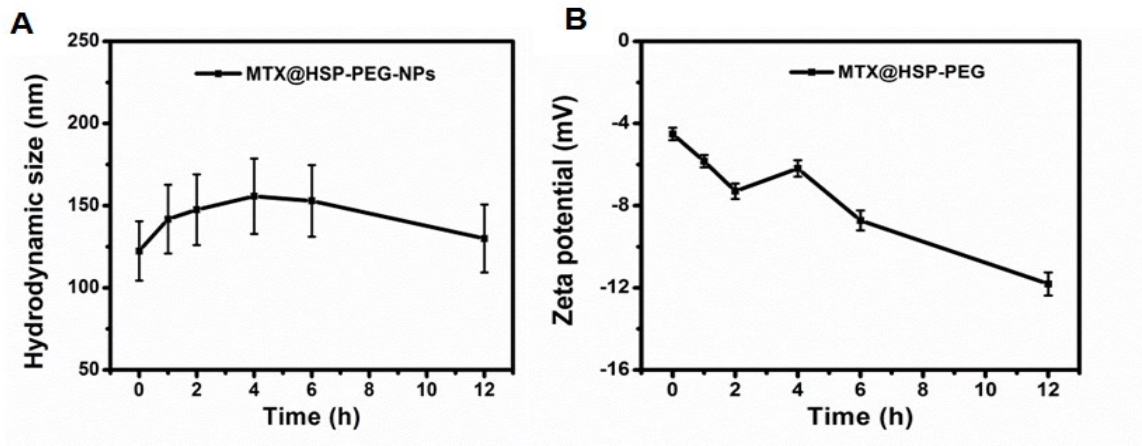 A
250
200
150
100
50
Hydrodynamic size (nm)
MTX@HSP-PEG-NPs
0 2 4 6 8 10 12
Time (h)
B
0
-4
-8
-12
-16
Zeta potential (mV)
MTX@HSP-PEG
0 2 4 6 8 10 12
Time (h)